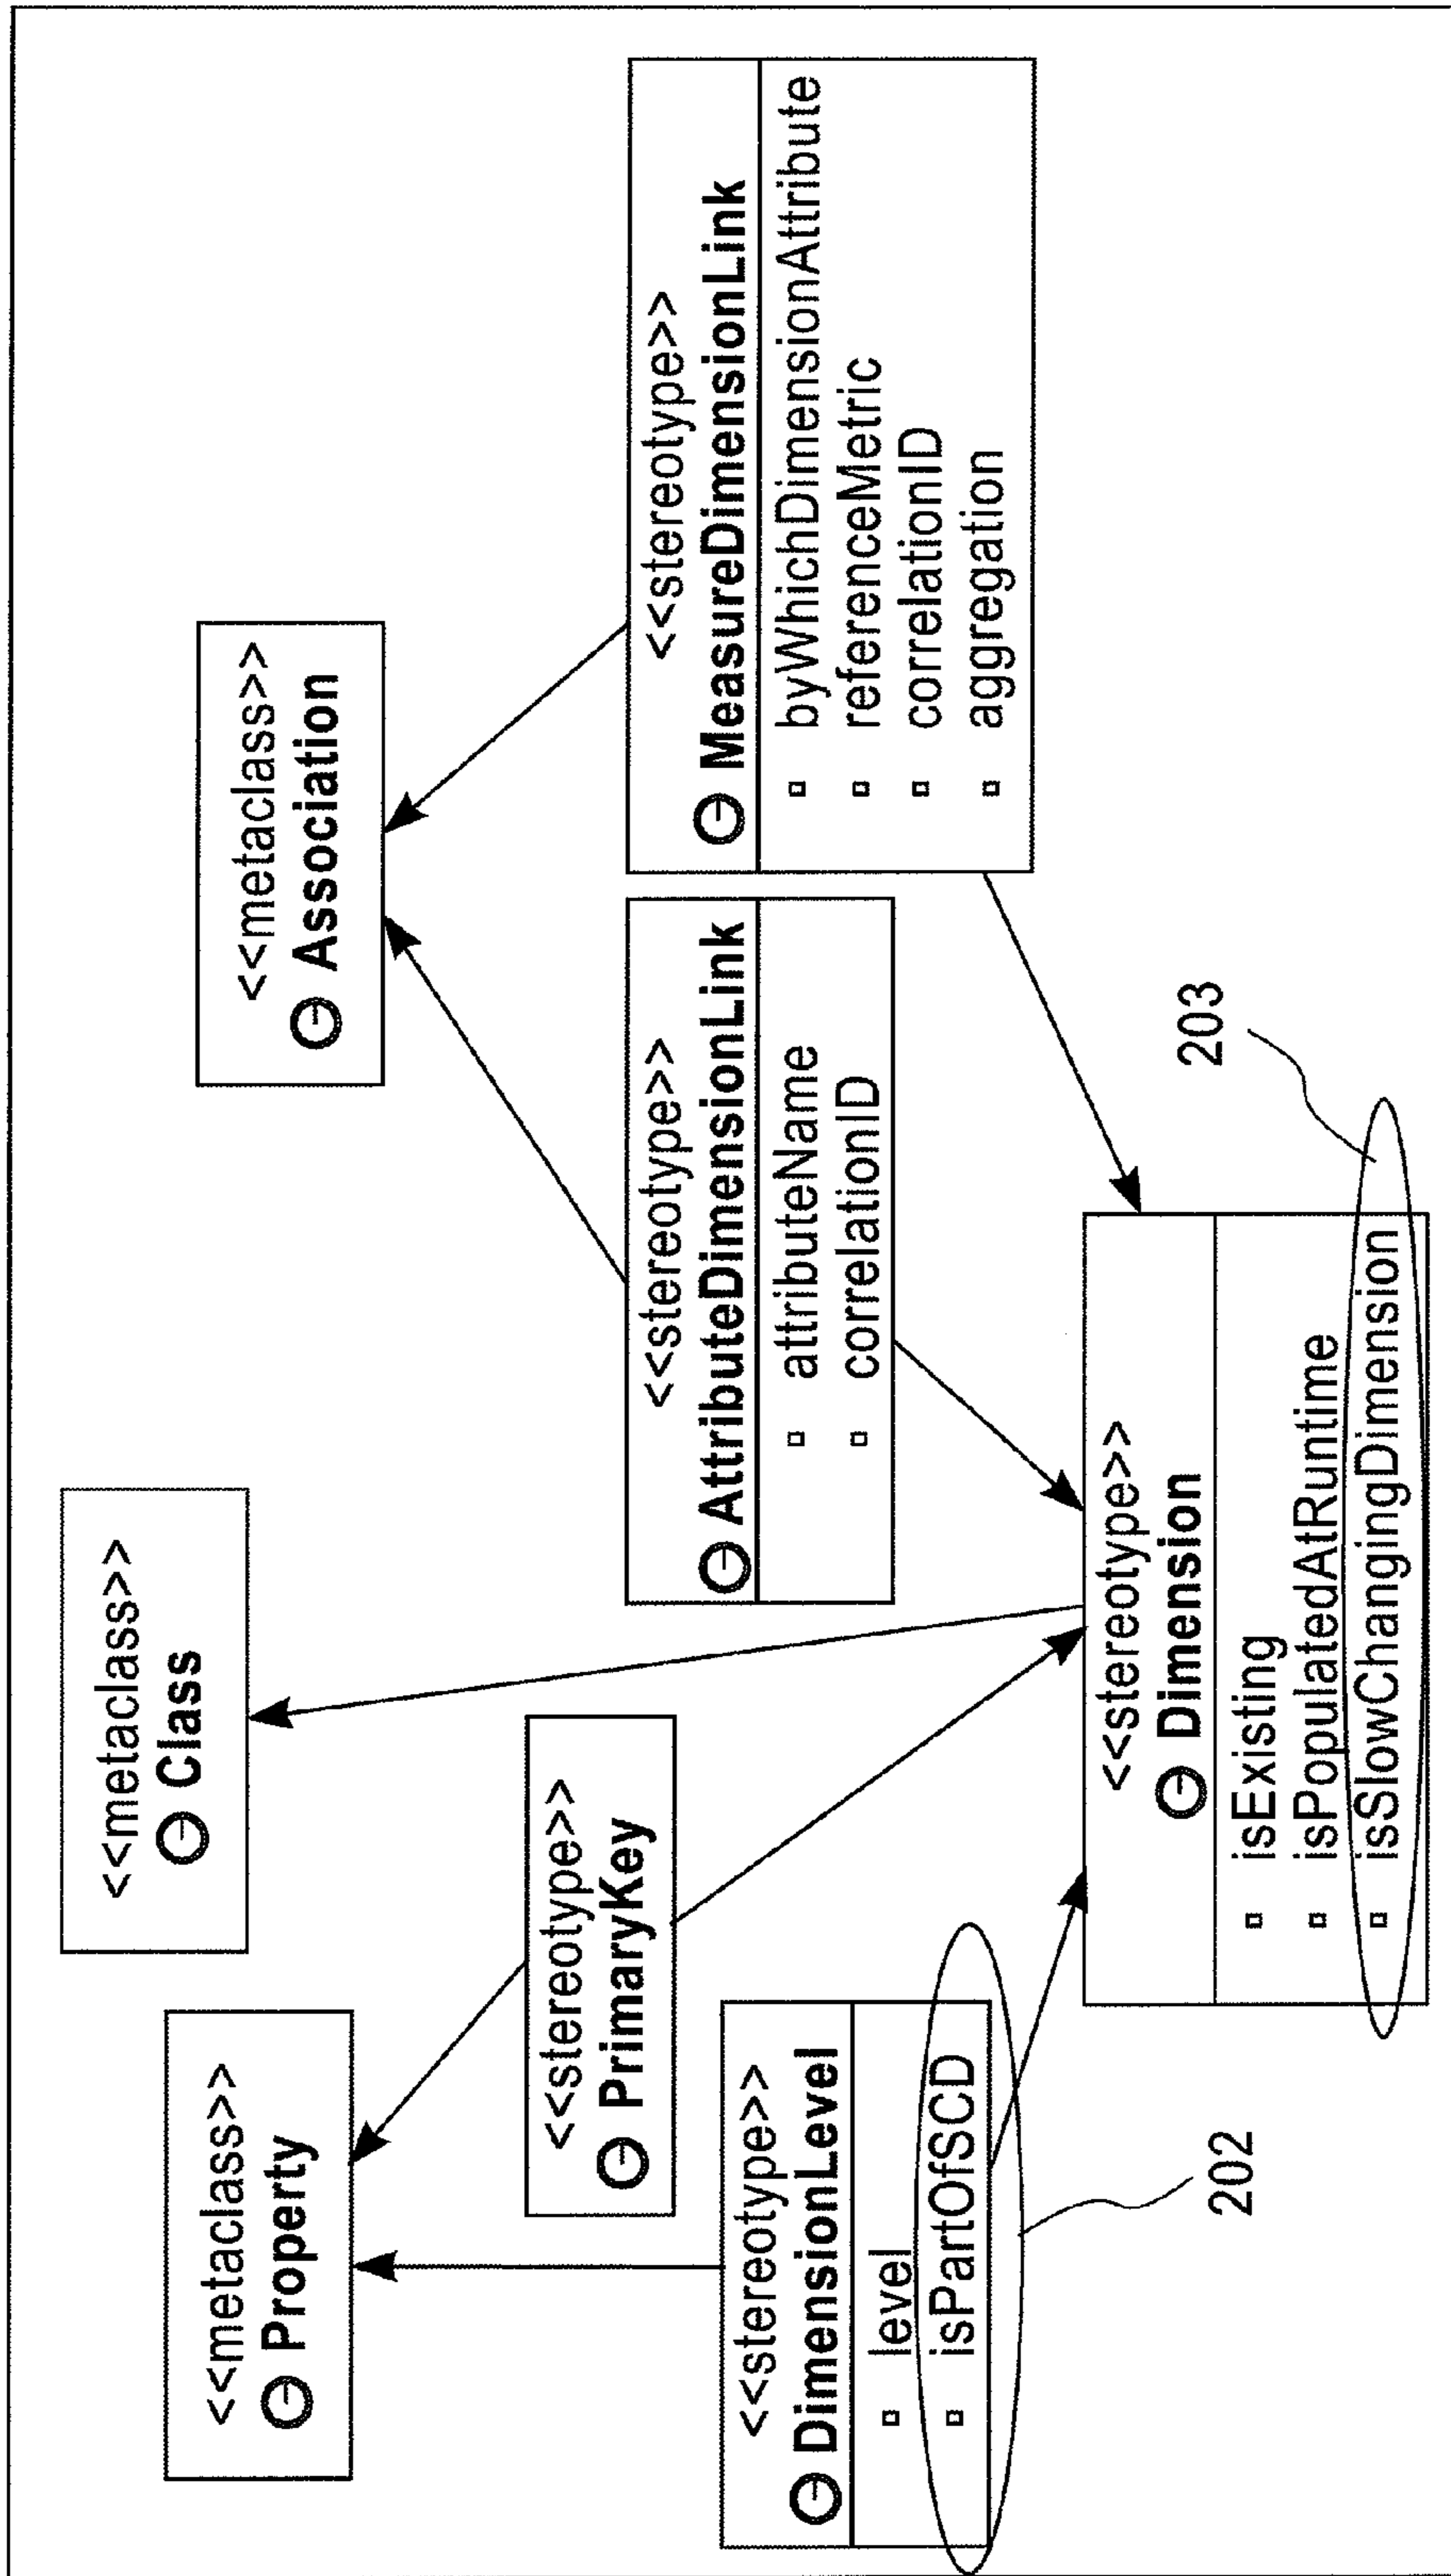 <<metaclass>>
Property
<<metaclass>>
Class
<<metaclass>>
Association
<<stereotype>>
PrimaryKey
<<stereotype>>
DimensionLevel
level
isPartOfSCD
202
<<stereotype>>
AttributeDimensionLink
attributeName
correlationID
<<stereotype>>
MeasureDimensionLink
byWhichDimensionAttribute
referenceMetric
correlationID
aggregation
<<stereotype>>
Dimension
isExisting
isPopulatedAtRuntime
isSlowChangingDimension
203